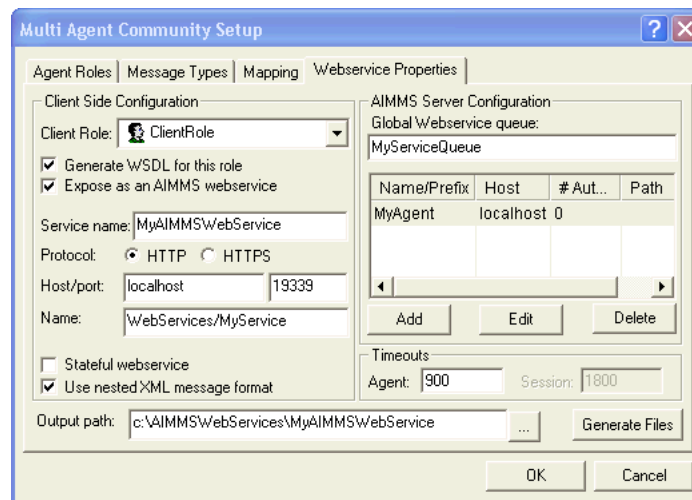 Multi Agent Community Setup
Agent Roles
Message Types
Mapping
Webservice Properties
Client Side Configuration
Client Role: ClientRole
Generate WSDL for this role
Expose as an AIMMS webservice
Service name: MyAIMMSWebService
Protocol: HTTP HTTPS
Host/port: localhost 19339
Name: WebServices/MyService
Stateful webservice
Use nested XML message format
AIMMS Server Configuration
Global Webservice queue:
MyServiceQueue
Name/Prefix Host # Aut... Path
MyAgent localhost 0
Add Edit Delete
Timeouts
Agent: 900 Session: 1800
Output path: c:\AIMMSWebServices\MyAIMMSWebService ... Generate Files
OK Cancel